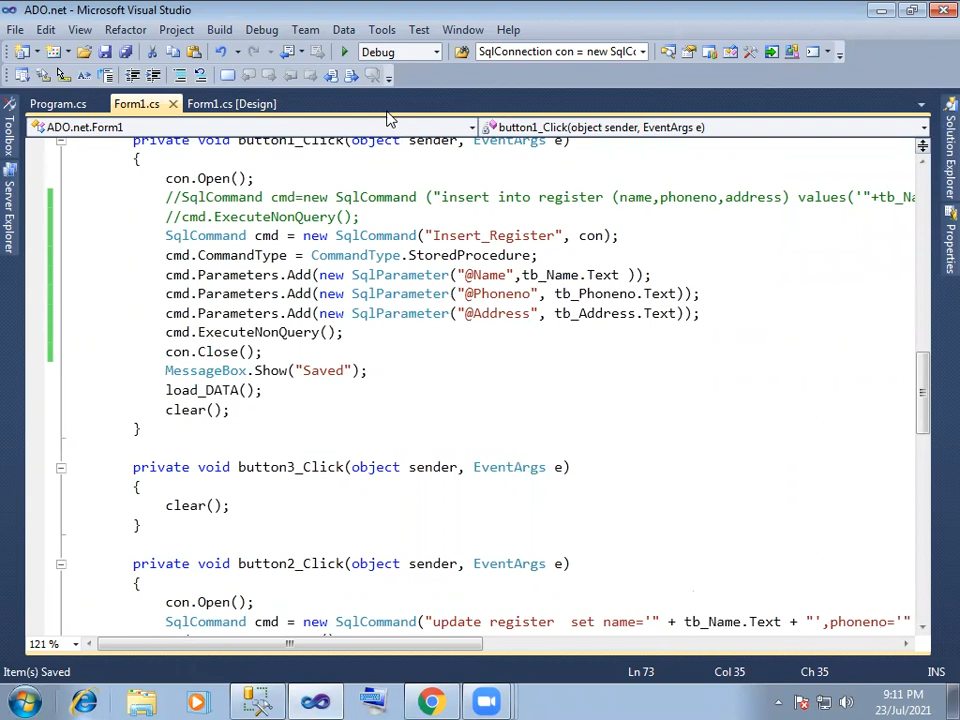 ADO.net - Microsoft Visual Studio
File Edit View Refactor Project Build Debug Team Data Tools Test Window Help
Debug SqlConnection con = new SqlCc
Program.cs Form1.cs Form1.cs [Design]
ADO.net.Form1 button1_Click(object sender, EventArgs e)
private void button1_Click(object sender, EventArgs e)
{
con.Open();
//SqlCommand cmd=new SqlCommand ("insert into register (name,phoneno,address) values('"+tb_Na
//cmd.ExecuteNonQuery();
SqlCommand cmd = new SqlCommand("Insert_Register", con);
cmd.CommandType = CommandType.StoredProcedure;
cmd.Parameters.Add(new SqlParameter("@Name",tb_Name.Text ));
cmd.Parameters.Add(new SqlParameter("@Phoneno", tb_Phoneno.Text));
cmd.Parameters.Add(new SqlParameter("@Address", tb_Address.Text));
cmd.ExecuteNonQuery();
con.Close();
MessageBox.Show("Saved");
load_DATA();
clear();
}
private void button3_Click(object sender, EventArgs e)
{
clear();
}
private void button2_Click(object sender, EventArgs e)
{
con.Open();
SqlCommand cmd = new SqlCommand("update register  set name='" + tb_Name.Text + "',phoneno='"
121 %
Item(s) Saved Ln 73 Col 35 Ch 35 INS
Toolbox
Server Explorer
Solution Explorer
Properties
9:11 PM
23/Jul/2021